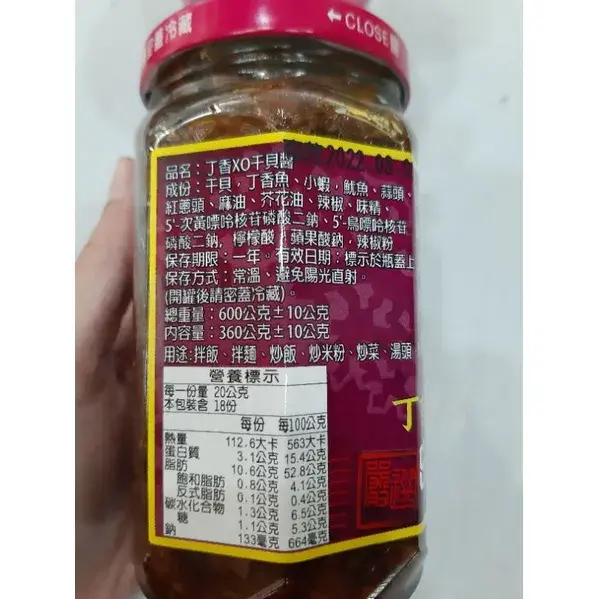 蓋冷藏
←CLOSE關
2022.08
品名：丁香XO干貝醬
成份：干貝，丁香魚、小蝦，魷魚、蒜頭、
紅蔥頭、麻油、芥花油、辣椒、味精、
5'-次黃嘌呤核苷磷酸二鈉、5'-鳥嘌呤核苷
磷酸二鈉, 檸檬酸，蘋果酸鈉，辣椒粉
保存期限：一年。有效日期：標示於瓶蓋上
保存方式：常溫、避免陽光直射。
(開罐後請密蓋冷藏)。
總重量：600公克±10公克
內容量：360公克±10公克
用途:拌飯、拌麵、炒飯、炒米粉、炒菜、湯頭
營養標示
每一份量 20公克
本包裝含 18份
每份 每100公克
熱量 112.6大卡 563大卡
蛋白質 3.1公克 15.4公克
脂肪 10.6公克 52.8公克
飽和脂肪 0.8公克 4.1公克
反式脂肪 0.1公克 0.4公克
碳水化合物 1.3公克 6.5公克
糖 1.1公克 5.3公克
鈉 133毫克 664毫克
丁